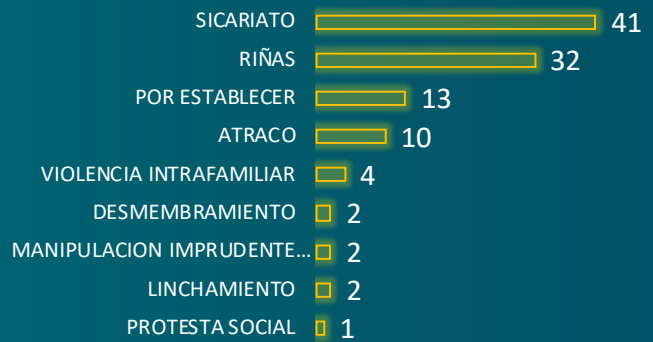 SICARIATO 41
RIÑAS 32
POR ESTABLECER 13
ATRACO 10
VIOLENCIA INTRAFAMILIAR 4
DESMEMBRAMIENTO 2
MANIPULACION IMPRUDENTE... 2
LINCHAMIENTO 2
PROTESTA SOCIAL 1